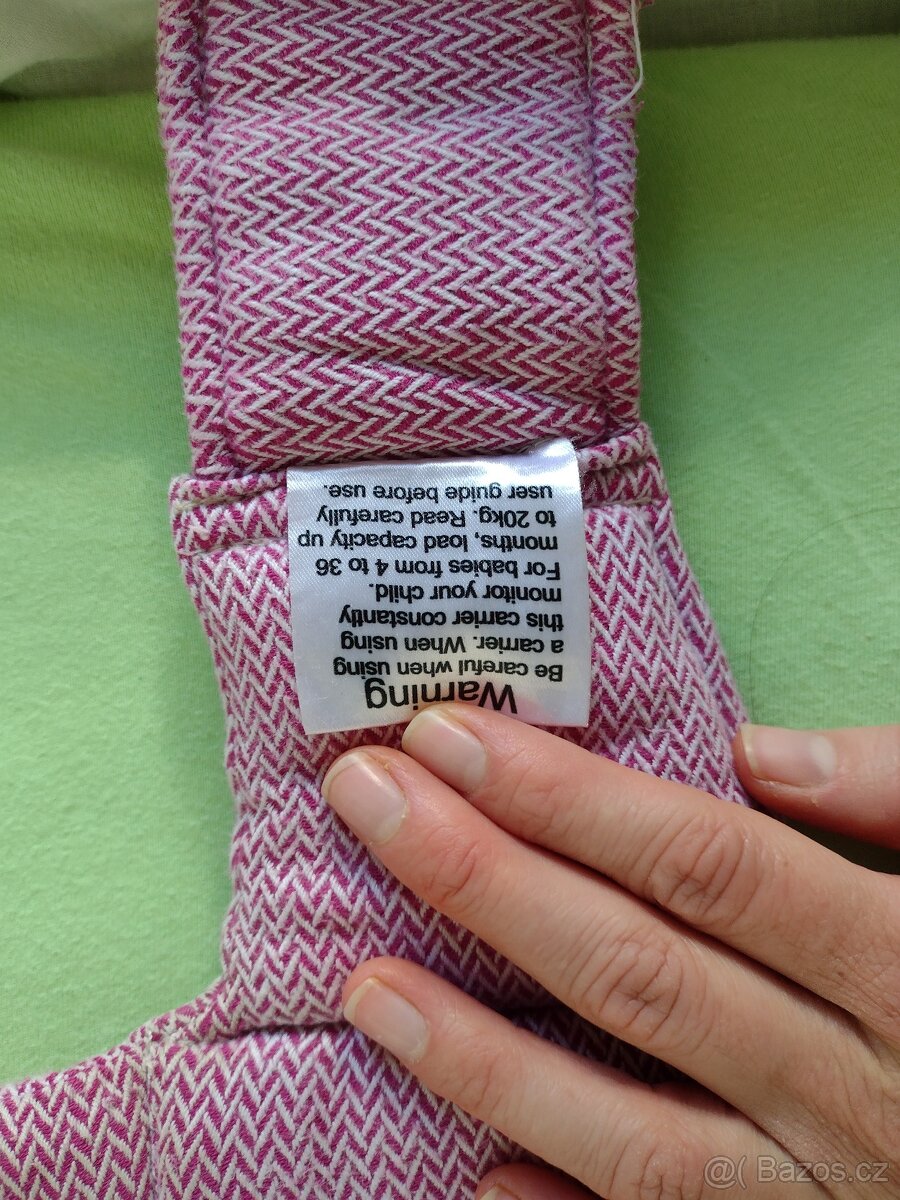 Warning
Be careful when using
a carrier. When using
this carrier constantly
monitor your child.
For babies from 4 to 36
months, load capacity up
to 20kg. Read carefully
user guide before use.
@( Bazos.cz